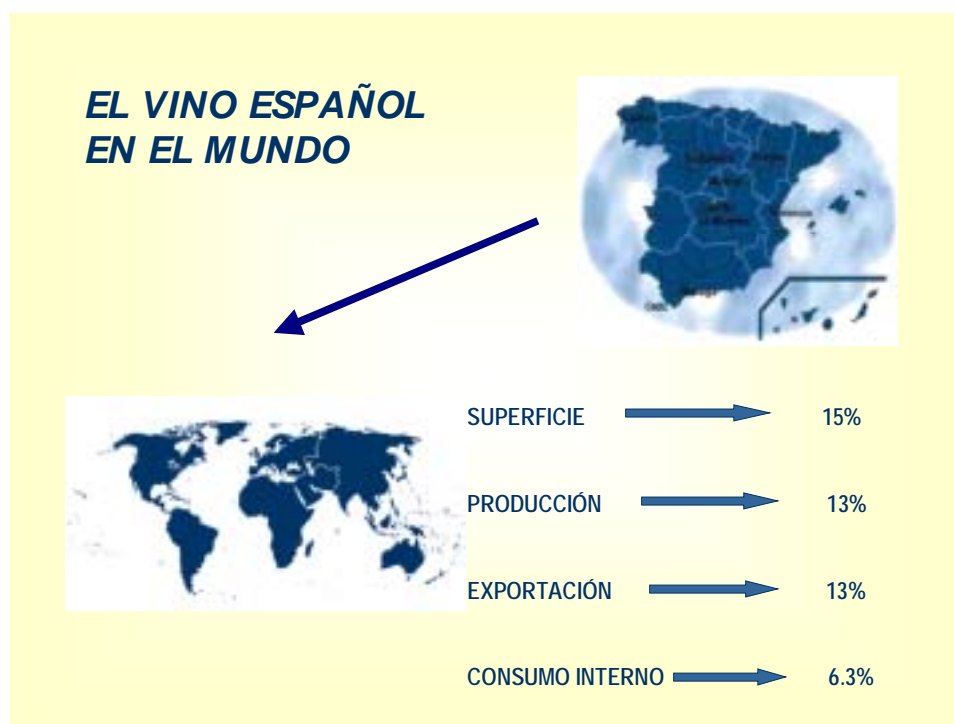 EL VINO ESPAÑOL
EN EL MUNDO
SUPERFICIE 15%
PRODUCCIÓN 13%
EXPORTACIÓN 13%
CONSUMO INTERNO 6.3%